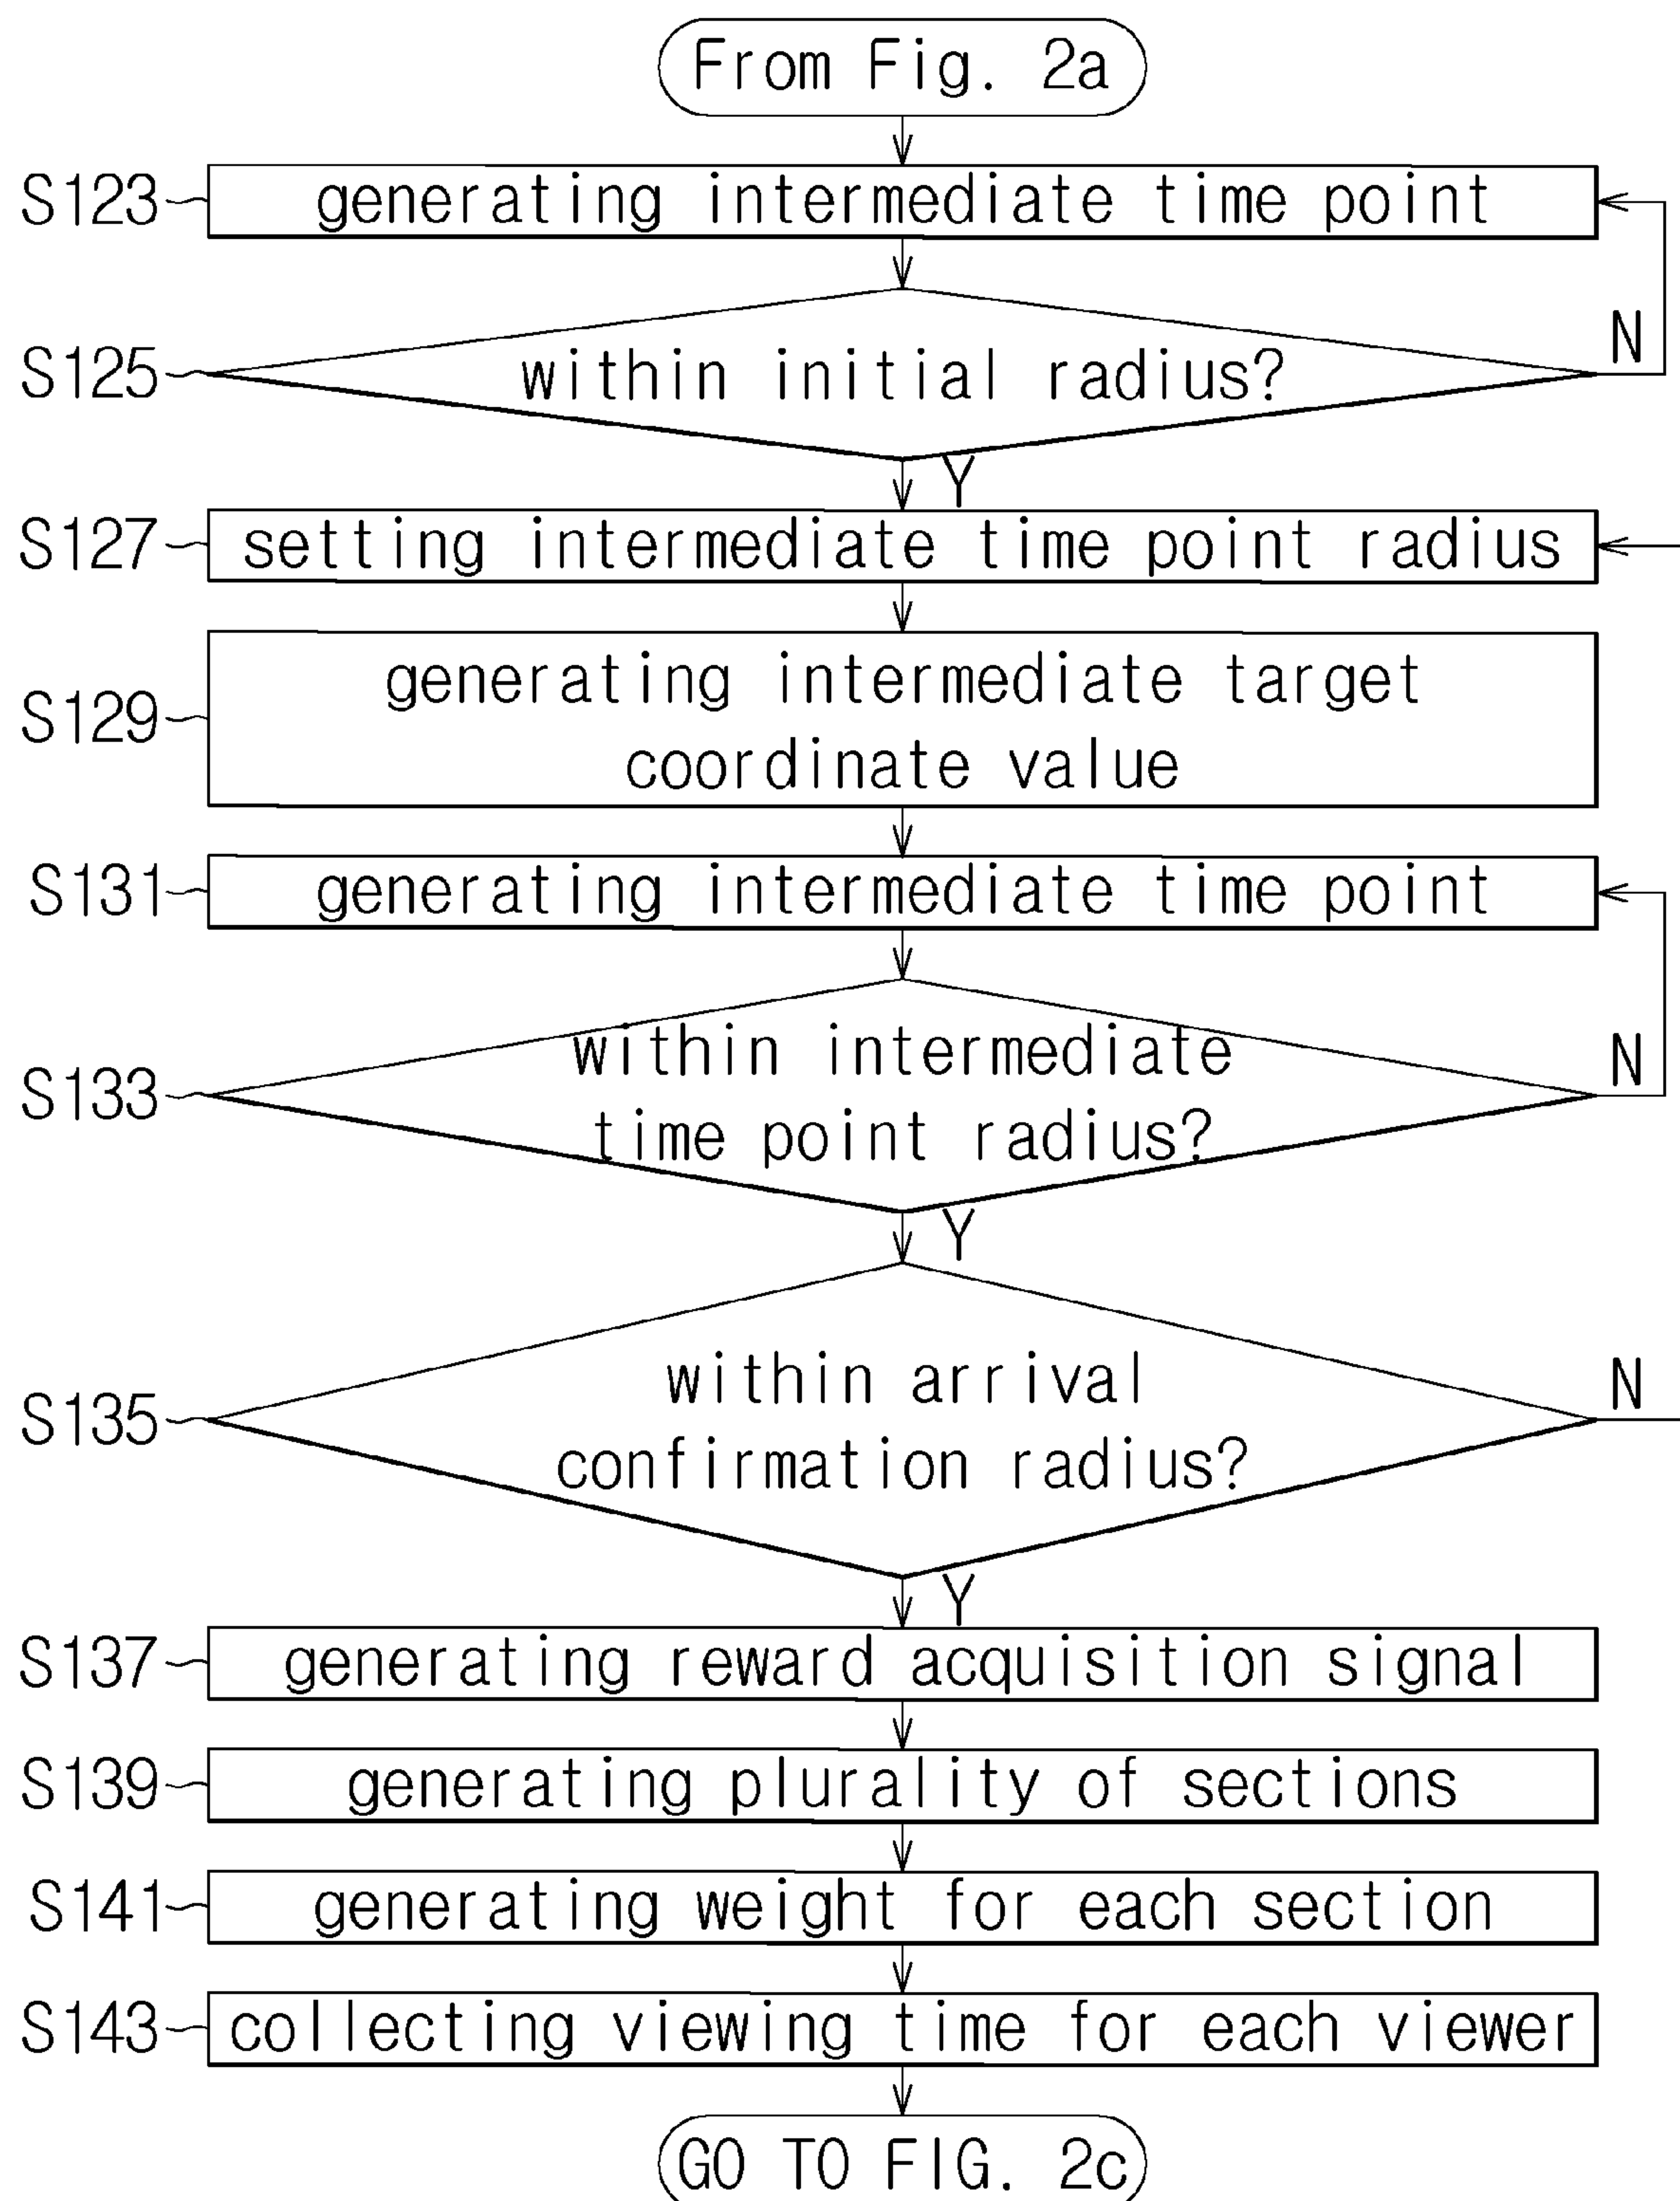 From Fig. 2a
S123
generating intermediate time point
N
S125
within initial radius?
Y
S127
setting intermediate time point radius
S129
generating intermediate target
coordinate value
S131
generating intermediate time point
within intermediate
N
S133
time point radius?
Y
within arrival
N
S135
confirmation radius?
Y
S137
generating reward acquisition signal
S139
generating plurality of sections
S141
generating weight for each section
S143
collecting viewing time for each viewer
GO TO FIG. 2c